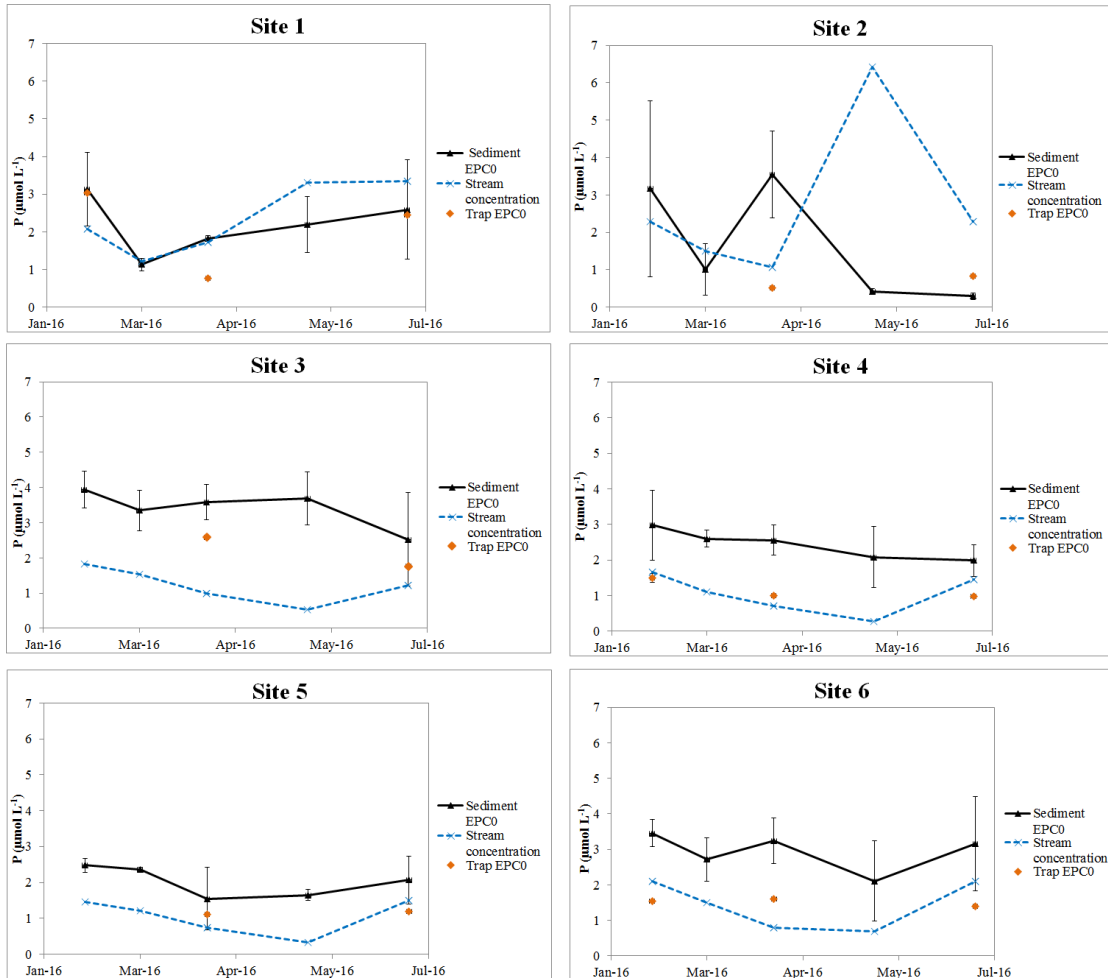 Site 1
7
6
5
4
3
2
1
0
P (µmol L-1)
Jan-16 Mar-16 Apr-16 May-16 Jul-16
Sediment
EPC0
Stream
concentration
Trap EPC0
Site 2
7
6
5
4
3
2
1
0
P (µmol L-1)
Jan-16 Mar-16 Apr-16 May-16 Jul-16
Sediment
EPC0
Stream
concentration
Trap EPC0
Site 3
7
6
5
4
3
2
1
0
P (µmol L-1)
Jan-16 Mar-16 Apr-16 May-16 Jul-16
Sediment
EPC0
Stream
concentration
Trap EPC0
Site 4
7
6
5
4
3
2
1
0
P (µmol L-1)
Jan-16 Mar-16 Apr-16 May-16 Jul-16
Sediment
EPC0
Stream
concentration
Trap EPC0
Site 5
7
6
5
4
3
2
1
0
P (µmol L-1)
Jan-16 Mar-16 Apr-16 May-16 Jul-16
Sediment
EPC0
Stream
concentration
Trap EPC0
Site 6
7
6
5
4
3
2
1
0
P (µmol L-1)
Jan-16 Mar-16 Apr-16 May-16 Jul-16
Sediment
EPC0
Stream
concentration
Trap EPC0